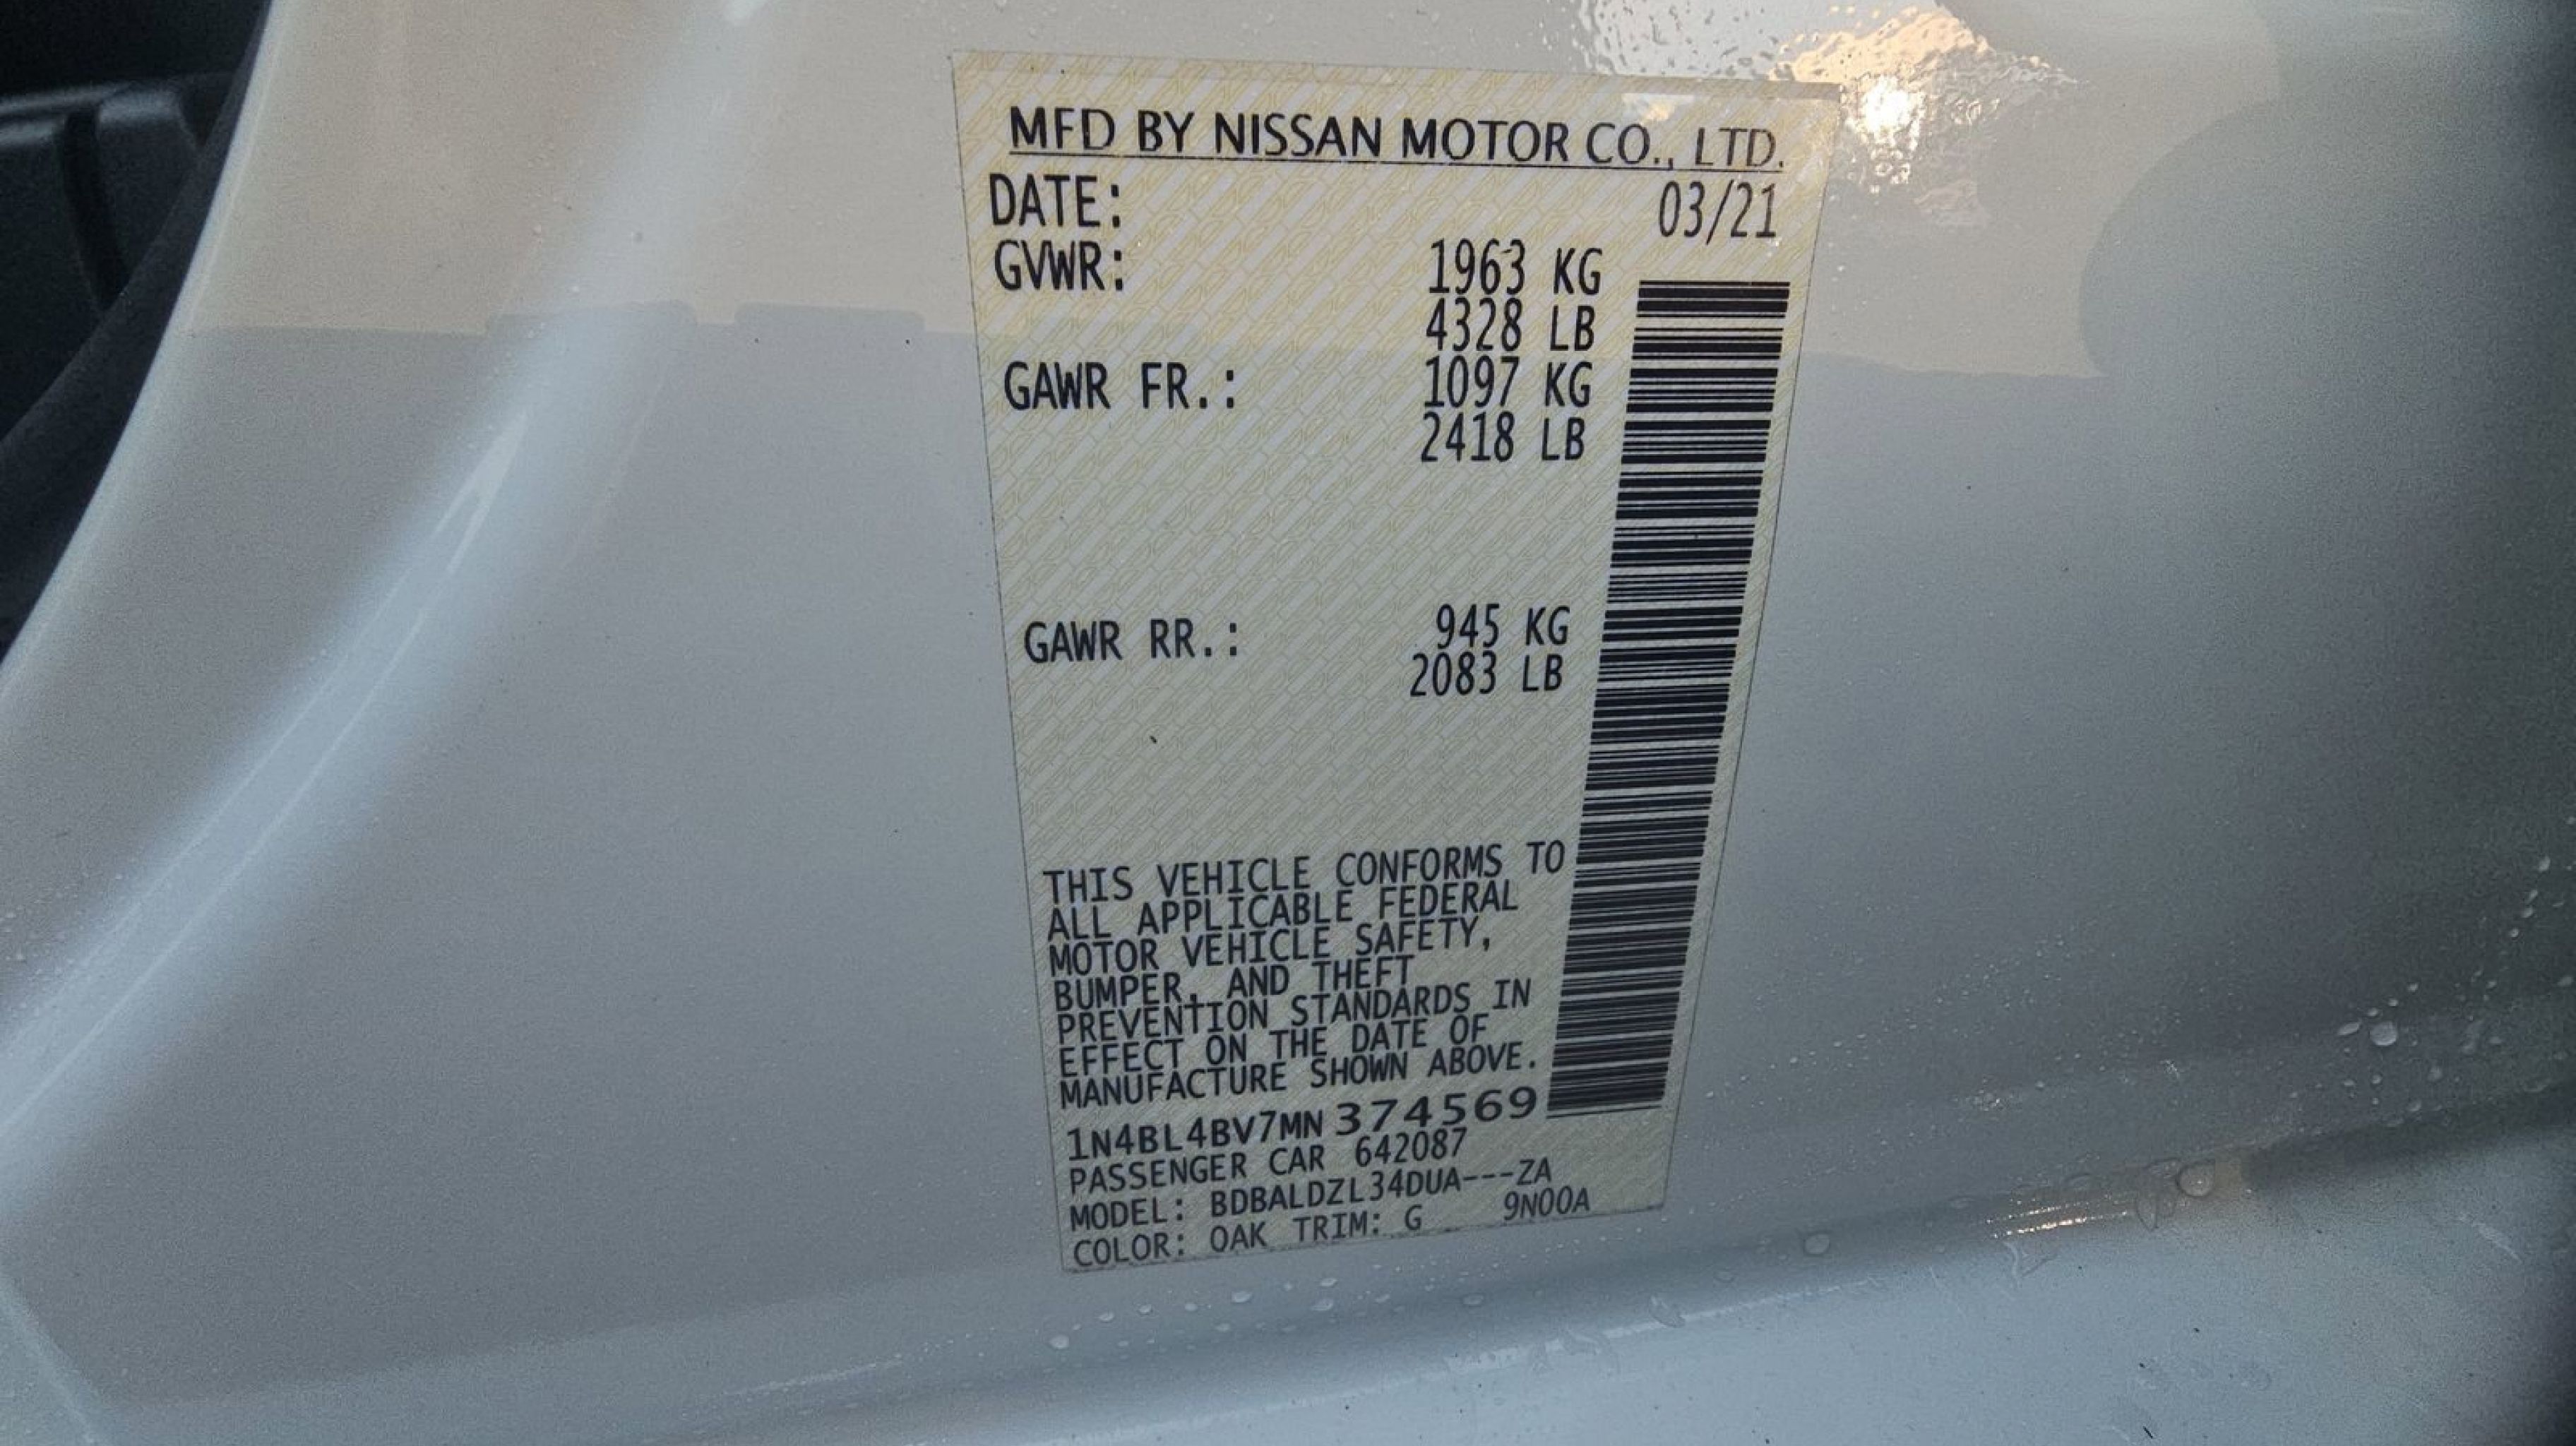 MFD BY NISSAN MOTOR CO., LTD.
DATE: 03/21
GVWR: 1963 KG
4328 LB
GAWR FR.: 1097 KG
2418 LB
GAWR RR.: 945 KG
2083 LB
THIS VEHICLE CONFORMS TO
ALL APPLICABLE FEDERAL
MOTOR VEHICLE SAFETY,
BUMPER, AND THEFT
PREVENTION STANDARDS IN
EFFECT ON THE DATE OF
MANUFACTURE SHOWN ABOVE.
1N4BL4BV7MN374569
PASSENGER CAR 642087
MODEL: BDBALDZL34DUA---ZA
COLOR: QAK TRIM: G 9N00A